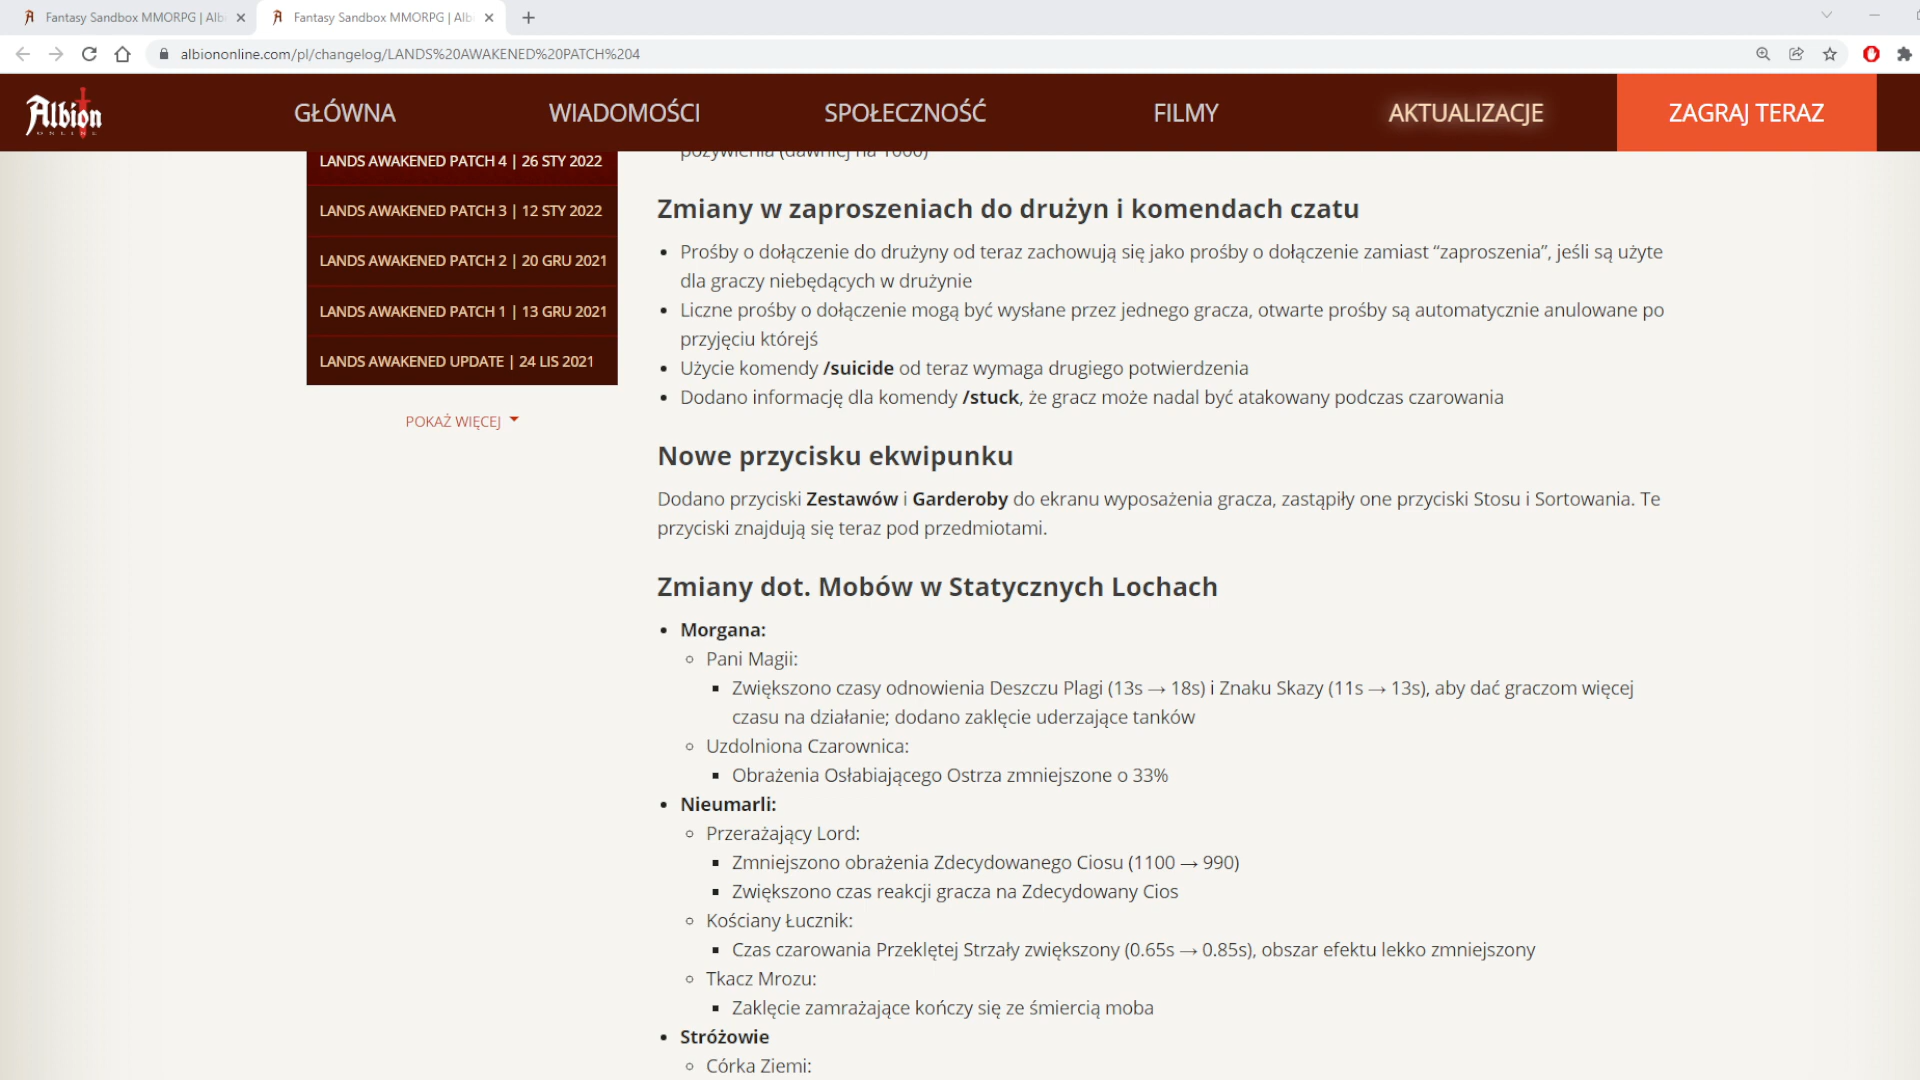 Fantasy Sandbox MMORPG | Alb
Fantasy Sandbox MMORPG | Alb
albiononline.com/pl/changelog/LANDS%20AWAKENED%20PATCH%204
Albion
ONLINE
GŁÓWNA
WIADOMOŚCI
SPOŁECZNOŚĆ
FILMY
AKTUALIZACJE
ZAGRAJ TERAZ
LANDS AWAKENED PATCH 4 | 26 STY 2022
LANDS AWAKENED PATCH 3 | 12 STY 2022
LANDS AWAKENED PATCH 2 | 20 GRU 2021
LANDS AWAKENED PATCH 1 | 13 GRU 2021
LANDS AWAKENED UPDATE | 24 LIS 2021
POKAŻ WIĘCEJ
pożywienia (dawniej na 1000)
Zmiany w zaproszeniach do drużyn i komendach czatu
• Prośby o dołączenie do drużyny od teraz zachowują się jako prośby o dołączenie zamiast “zaproszenia”, jeśli są użyte
dla graczy niebędących w drużynie
• Liczne prośby o dołączenie mogą być wysłane przez jednego gracza, otwarte prośby są automatycznie anulowane po
przyjęciu którejś
• Użycie komendy /suicide od teraz wymaga drugiego potwierdzenia
• Dodano informację dla komendy /stuck, że gracz może nadal być atakowany podczas czarowania
Nowe przycisku ekwipunku
Dodano przyciski Zestawów i Garderoby do ekranu wyposażenia gracza, zastąpiły one przyciski Stosu i Sortowania. Te
przyciski znajdują się teraz pod przedmiotami.
Zmiany dot. Mobów w Statycznych Lochach
• Morgana:
◦ Pani Magii:
▪ Zwiększono czasy odnowienia Deszczu Plagi (13s → 18s) i Znaku Skazy (11s → 13s), aby dać graczom więcej
czasu na działanie; dodano zaklęcie uderzające tanków
◦ Uzdolniona Czarownica:
▪ Obrażenia Osłabiającego Ostrza zmniejszone o 33%
• Nieumarli:
◦ Przerażający Lord:
▪ Zmniejszono obrażenia Zdecydowanego Ciosu (1100 → 990)
▪ Zwiększono czas reakcji gracza na Zdecydowany Cios
◦ Kościany Łucznik:
▪ Czas czarowania Przeklętej Strzały zwiększony (0.65s → 0.85s), obszar efektu lekko zmniejszony
◦ Tkacz Mrozu:
▪ Zaklęcie zamrażające kończy się ze śmiercią moba
• Stróżowie
◦ Córka Ziemi: